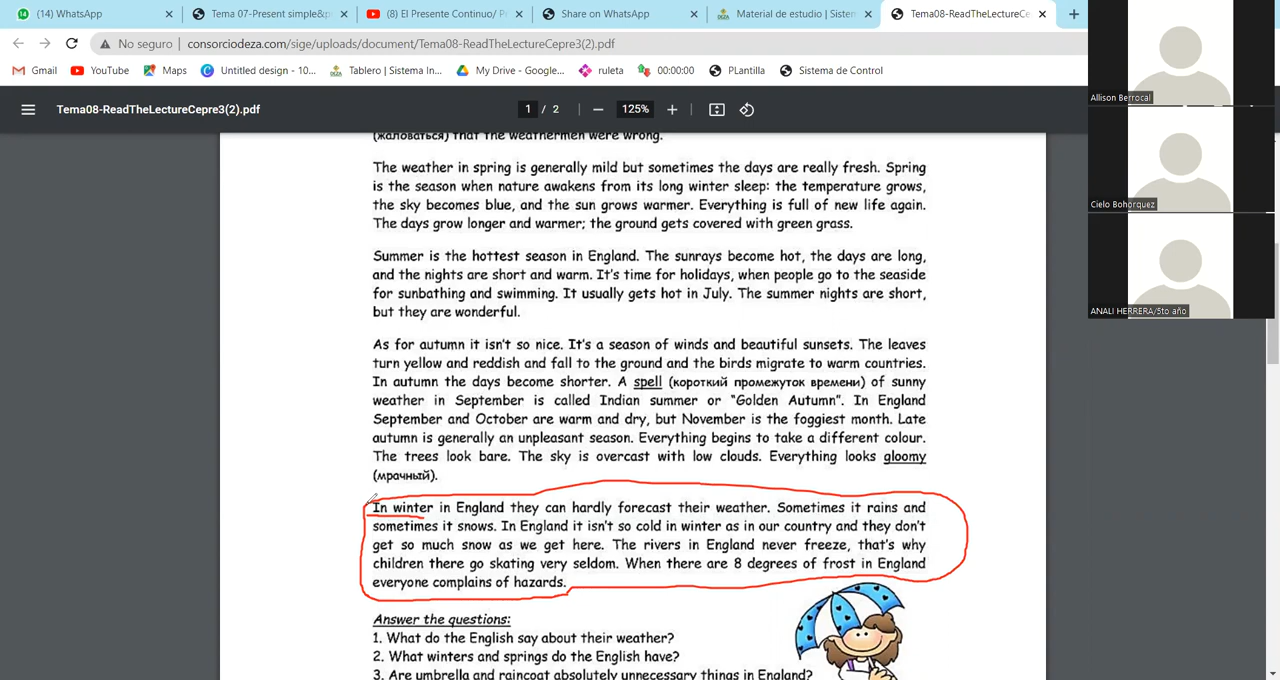 (14) WhatsApp
Tema 07-Present simple&p
(8) El Presente Continuo/ P
Share on WhatsApp
Material de estudio | Sistem
Tema08-ReadTheLectureCe
No seguro
consorciodeza.com/sige/uploads/document/Tema08-ReadTheLectureCepre3(2).pdf
Gmail
YouTube
Maps
Untitled design - 10...
Tablero | Sistema In...
My Drive - Google...
ruleta
00:00:00
PLantilla
Sistema de Control
Tema08-ReadTheLectureCepre3(2).pdf
1 / 2
125%
(жаловаться) that the weathermen were wrong.
The weather in spring is generally mild but sometimes the days are really fresh. Spring
is the season when nature awakens from its long winter sleep: the temperature grows,
the sky becomes blue, and the sun grows warmer. Everything is full of new life again.
The days grow longer and warmer; the ground gets covered with green grass.
Summer is the hottest season in England. The sunrays become hot, the days are long,
and the nights are short and warm. It's time for holidays, when people go to the seaside
for sunbathing and swimming. It usually gets hot in July. The summer nights are short,
but they are wonderful.
As for autumn it isn't so nice. It's a season of winds and beautiful sunsets. The leaves
turn yellow and reddish and fall to the ground and the birds migrate to warm countries.
In autumn the days become shorter. A spell (короткий промежуток времени) of sunny
weather in September is called Indian summer or “Golden Autumn”. In England
September and October are warm and dry, but November is the foggiest month. Late
autumn is generally an unpleasant season. Everything begins to take a different colour.
The trees look bare. The sky is overcast with low clouds. Everything looks gloomy
(мрачный).
In winter in England they can hardly forecast their weather. Sometimes it rains and
sometimes it snows. In England it isn't so cold in winter as in our country and they don't
get so much snow as we get here. The rivers in England never freeze, that's why
children there go skating very seldom. When there are 8 degrees of frost in England
everyone complains of hazards.
Answer the questions:
1. What do the English say about their weather?
2. What winters and springs do the English have?
3. Are umbrella and raincoat absolutely unnecessary things in England?
Allison Berrocal
Cielo Bohorquez
ANALI HERRERA/5to año